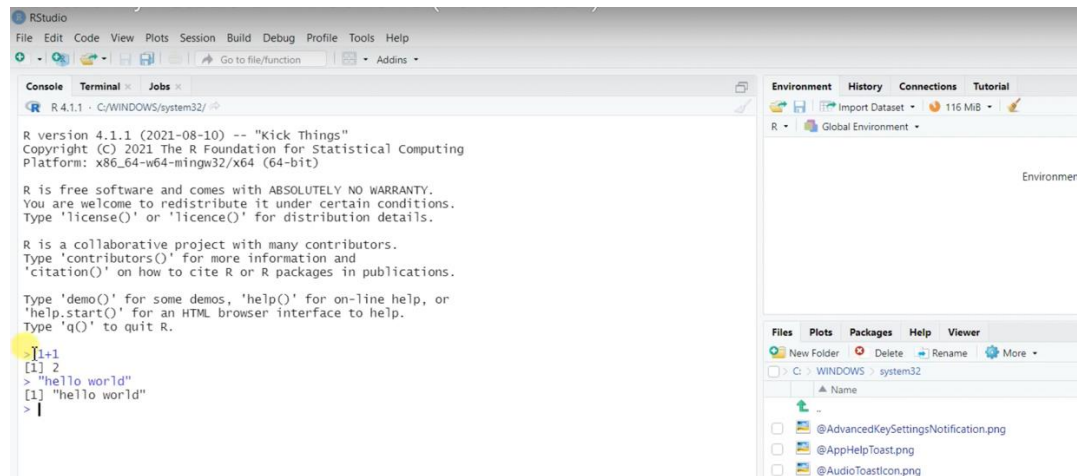 RStudio
File Edit Code View Plots Session Build Debug Profile Tools Help
Go to file/function Addins
Console Terminal Jobs
R 4.1.1 · C:/WINDOWS/system32/
R version 4.1.1 (2021-08-10) -- "Kick Things"
Copyright (C) 2021 The R Foundation for Statistical Computing
Platform: x86_64-w64-mingw32/x64 (64-bit)
R is free software and comes with ABSOLUTELY NO WARRANTY.
You are welcome to redistribute it under certain conditions.
Type 'license()' or 'licence()' for distribution details.
R is a collaborative project with many contributors.
Type 'contributors()' for more information and
'citation()' on how to cite R or R packages in publications.
Type 'demo()' for some demos, 'help()' for on-line help, or
'help.start()' for an HTML browser interface to help.
Type 'q()' to quit R.
> 1+1
[1] 2
> "hello world"
[1] "hello world"
>
Environment History Connections Tutorial
Import Dataset 116 MiB
R Global Environment
Environmen
Files Plots Packages Help Viewer
New Folder Delete Rename More
C: > WINDOWS > system32
Name
..
@AdvancedKeySettingsNotification.png
@AppHelpToast.png
@AudioToastIcon.png